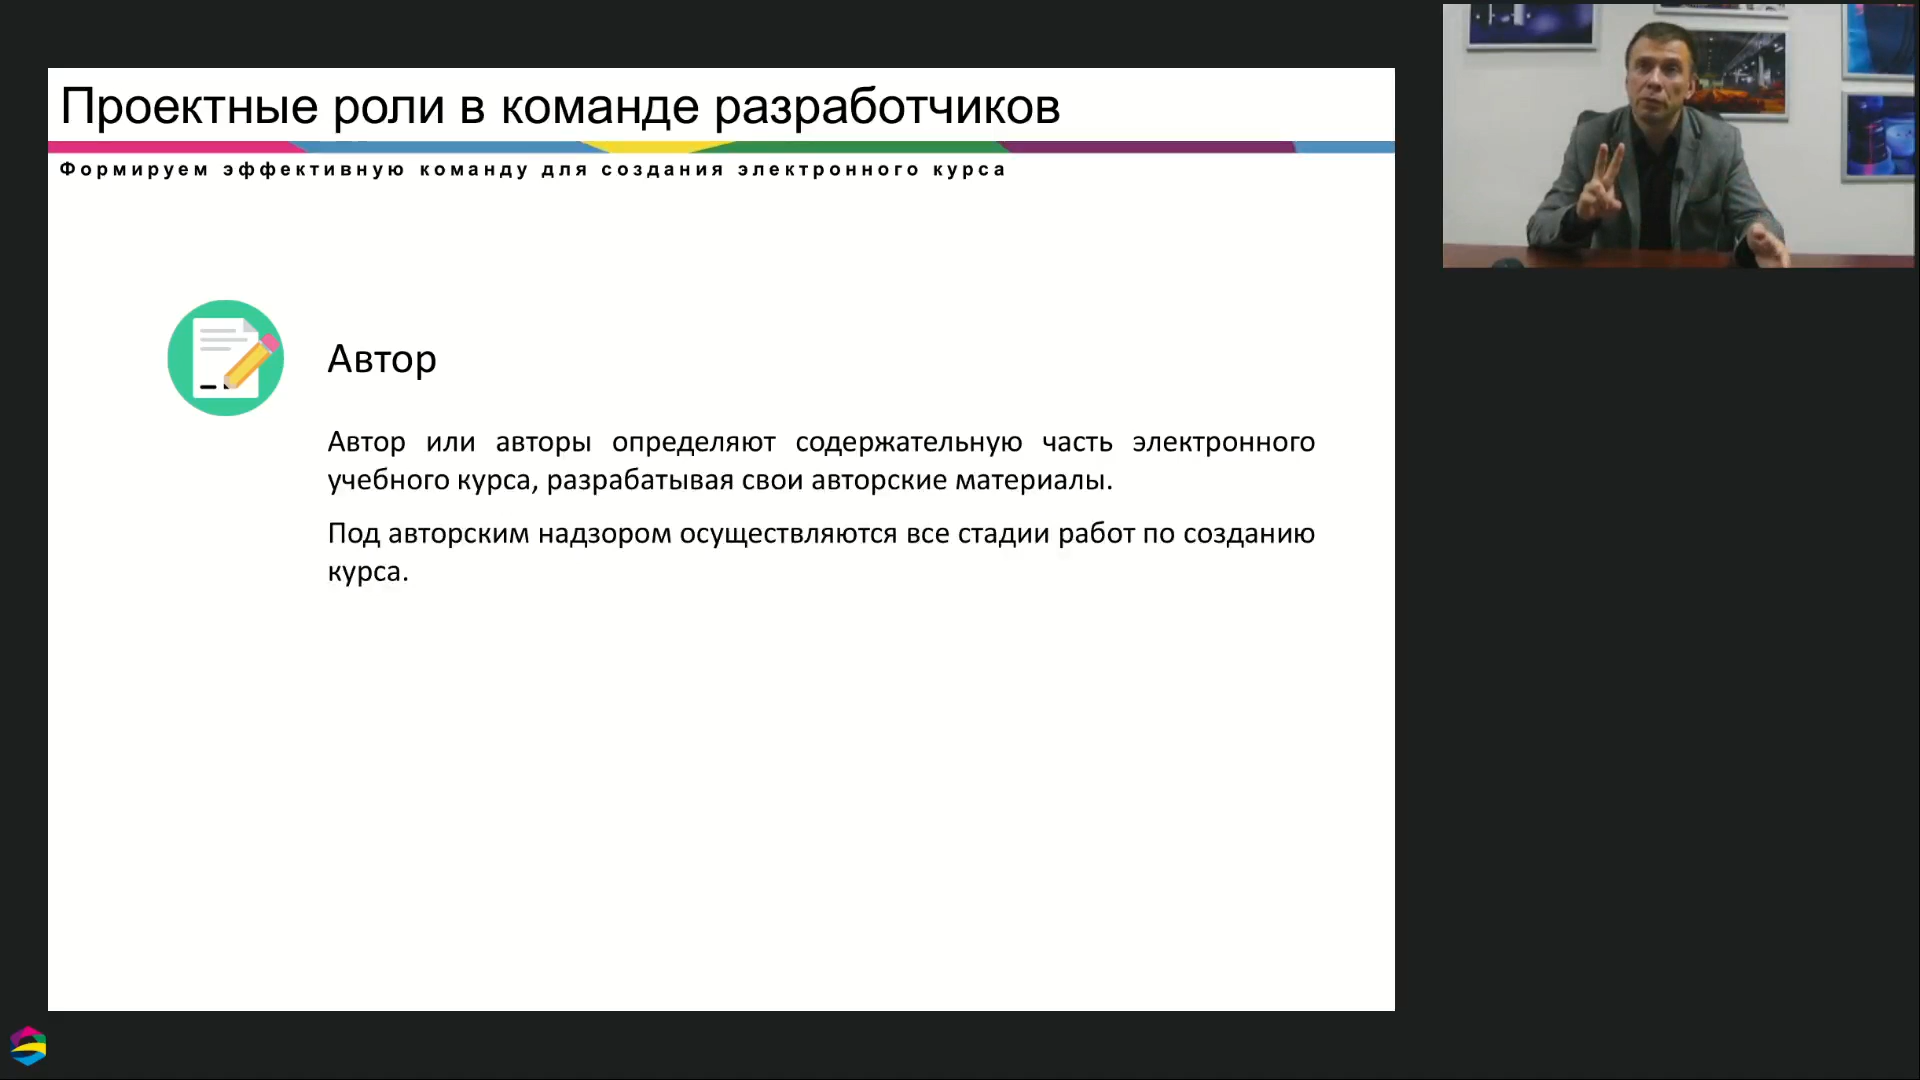 Проектные роли в команде разработчиков
Формируем эффективную команду для создания электронного курса
Автор
Автор или авторы определяют содержательную часть электронного
учебного курса, разрабатывая свои авторские материалы.
Под авторским надзором осуществляются все стадии работ по созданию
курса.